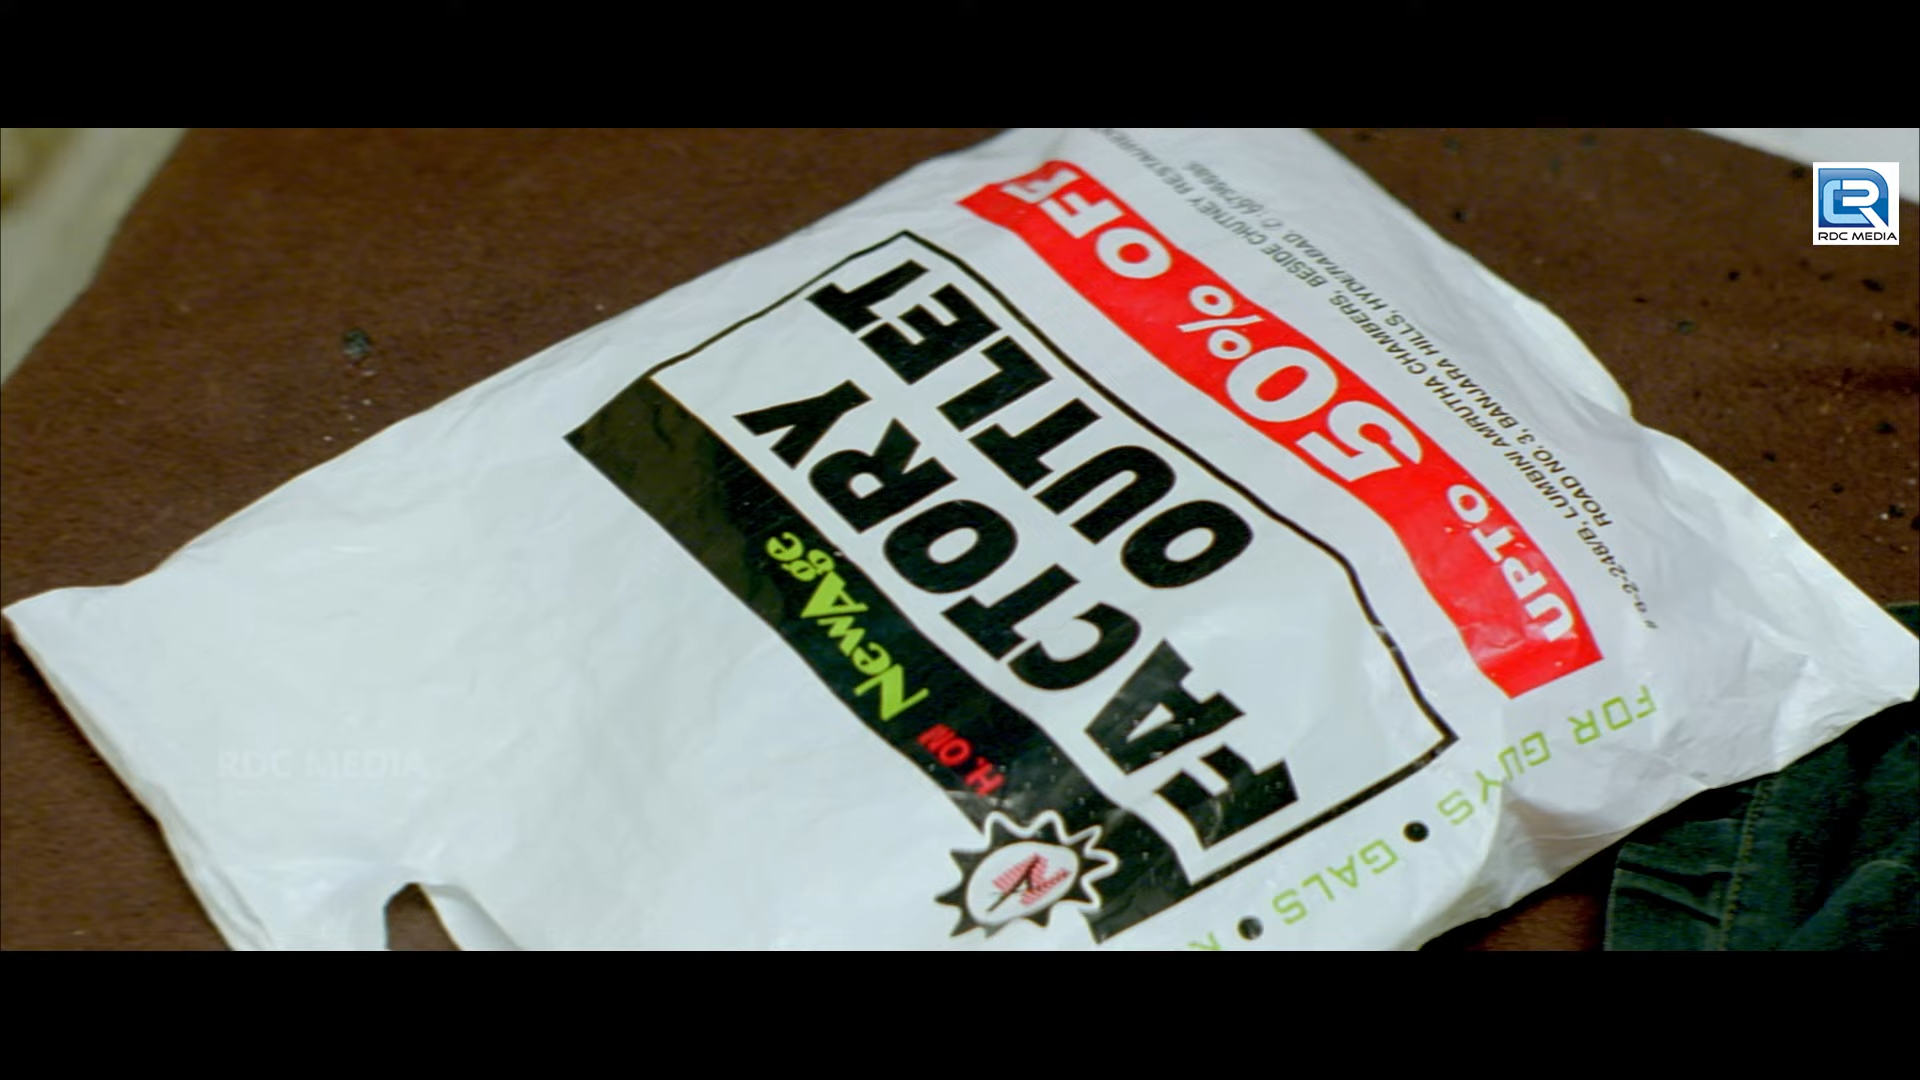 H. ON NewAge
FACTORY
OUTLET
UPTO 50% OFF
LUMBINI AMRUTHA CHAMBERS, BESIDE CHUTNEY
ROAD NO. 3, BANJARA HILLS, HYDERABAD.
FOR GUYS • GALS •
RDC MEDIA
RDC MEDIA